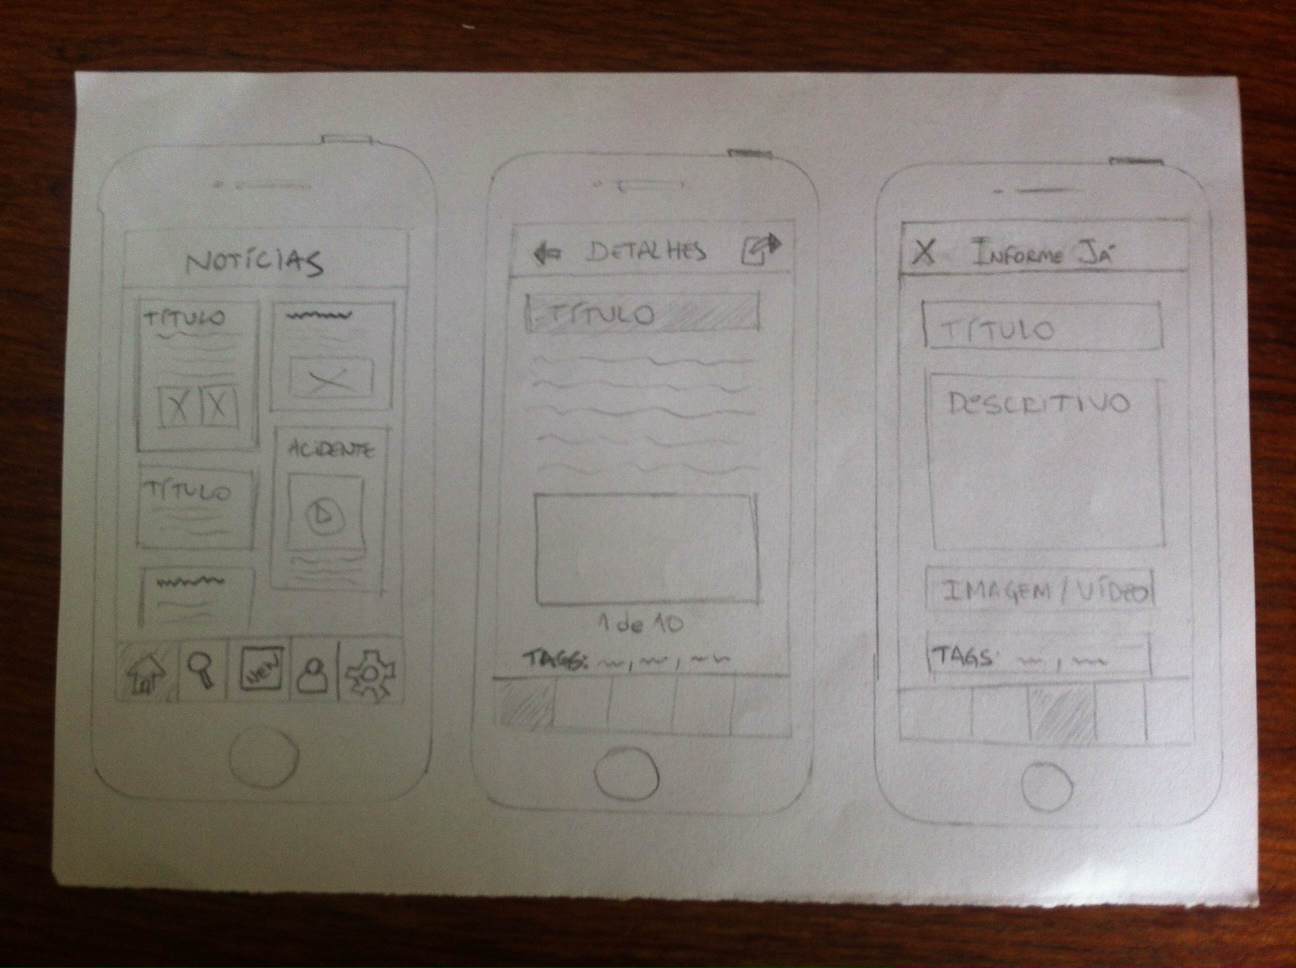 NOTÍCIAS
TÍTULO
ACIDENTE
TÍTULO
NEW
DETALHES
TÍTULO
1 de 10
TAGS:
X INFORME JÁ
TÍTULO
DESCRITIVO
IMAGEM / VÍDEO
TAGS: